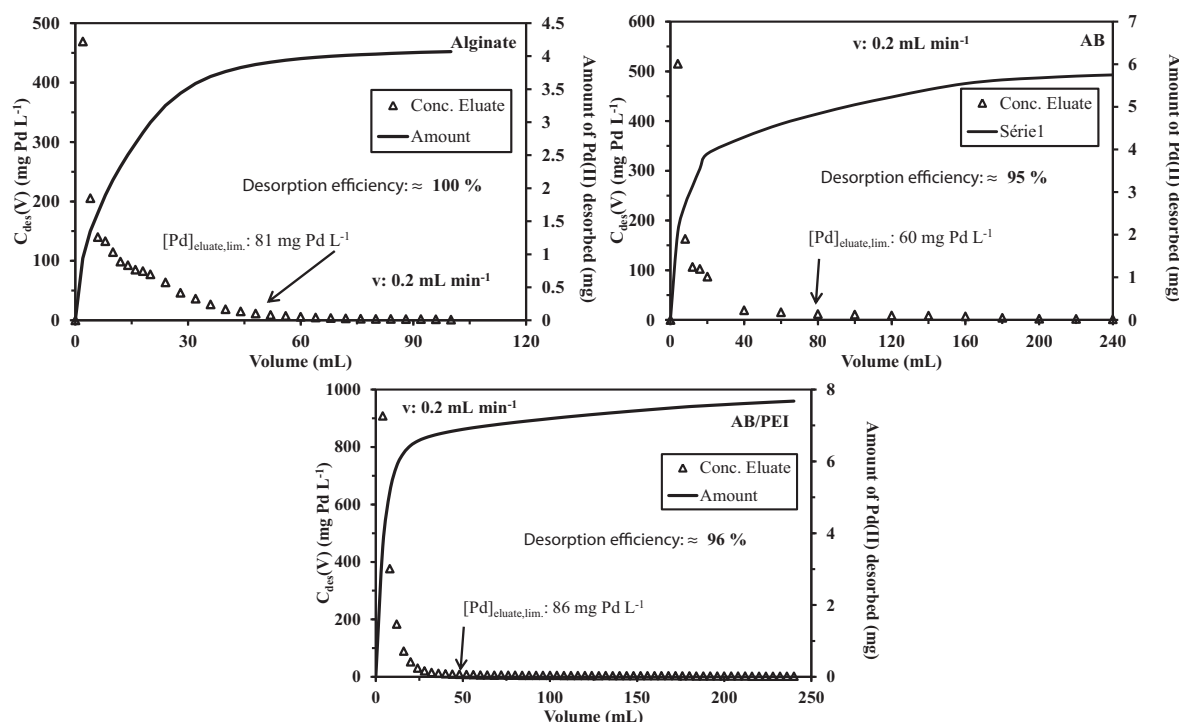 Alginate
500
450
400
350
300
250
200
150
100
50
0
C_des(V) (mg Pd L⁻¹)
4.5
4
3.5
3
2.5
2
1.5
1
0.5
0
Amount of Pd(II) desorbed (mg)
Conc. Eluate
Amount
Desorption efficiency: ≈ 100 %
[Pd]eluate,lim.: 81 mg Pd L⁻¹
v: 0.2 mL min⁻¹
0 30 60 90 120
Volume (mL)
v: 0.2 mL min⁻¹
AB
600
500
400
300
200
100
0
C_des(V) (mg Pd L⁻¹)
7
6
5
4
3
2
1
0
Amount of Pd(II) desorbed (mg)
Conc. Eluate
Série1
Desorption efficiency: ≈ 95 %
[Pd]eluate,lim.: 60 mg Pd L⁻¹
0 40 80 120 160 200 240
Volume (mL)
v: 0.2 mL min⁻¹
AB/PEI
1000
800
600
400
200
0
C_des(V) (mg Pd L⁻¹)
8
6
4
2
0
Amount of Pd(II) desorbed (mg)
Conc. Eluate
Amount
Desorption efficiency: ≈ 96 %
[Pd]eluate,lim.: 86 mg Pd L⁻¹
0 50 100 150 200 250
Volume (mL)